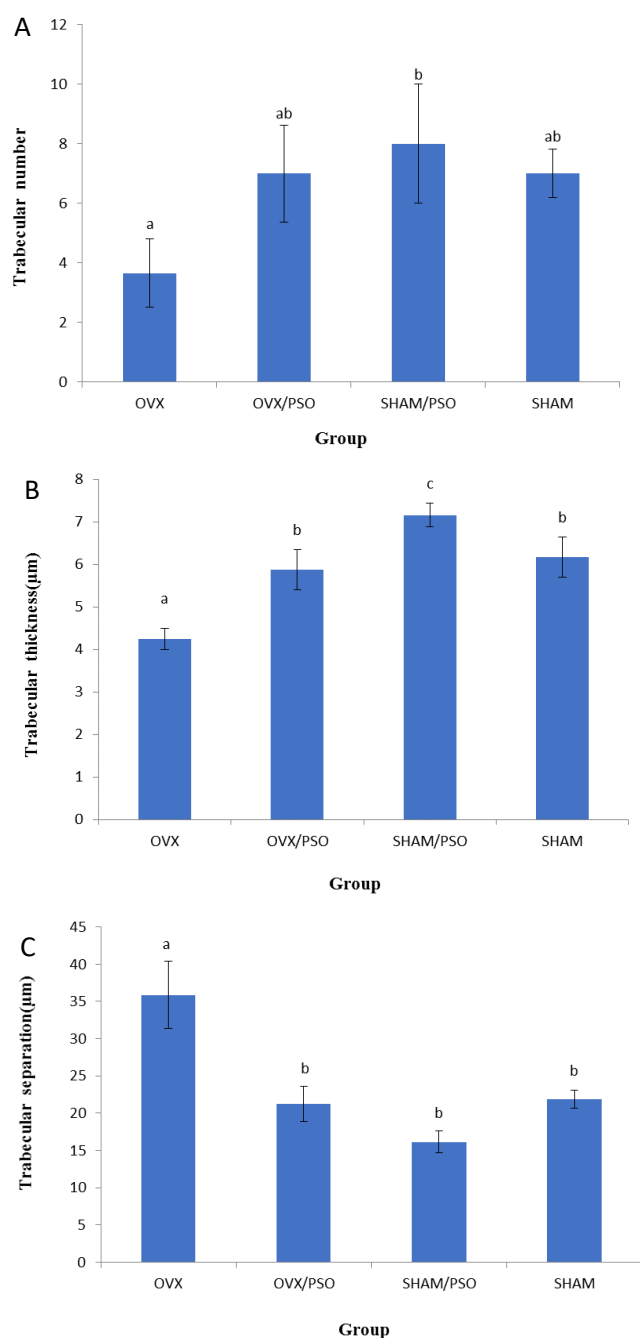 A
12
10
8
6
4
2
0
Trabecular number
a
ab
b
ab
OVX
OVX/PSO
SHAM/PSO
SHAM
Group
B
8
7
6
5
4
3
2
1
0
Trabecular thickness(µm)
a
b
c
b
OVX
OVX/PSO
SHAM/PSO
SHAM
Group
C
45
40
35
30
25
20
15
10
5
0
Trabecular separation(µm)
a
b
b
b
OVX
OVX/PSO
SHAM/PSO
SHAM
Group